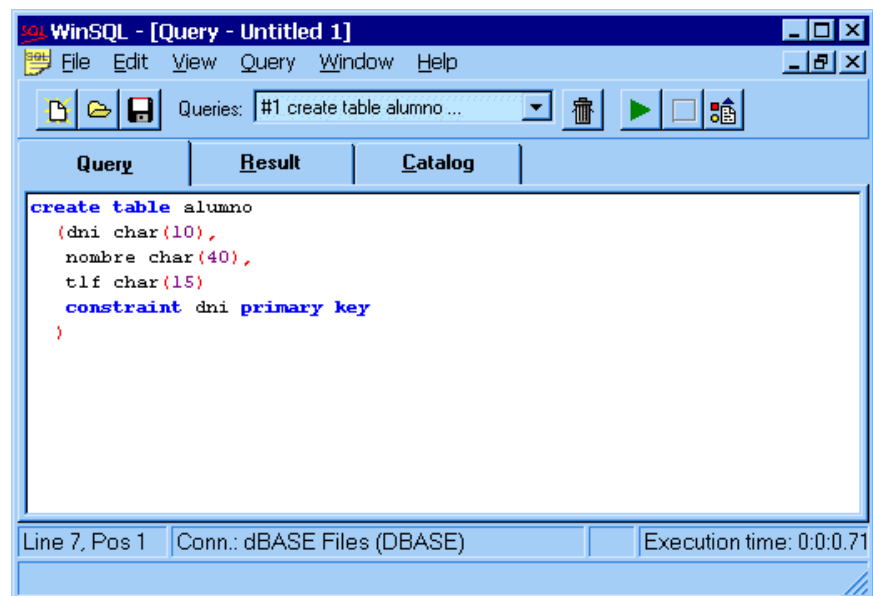 SQL WinSQL - [Query - Untitled 1]
SQL File Edit View Query Window Help
Queries: #1 create table alumno ...
Query Result Catalog
create table alumno
(dni char(10),
nombre char(40),
tlf char(15)
constraint dni primary key
)
Line 7, Pos 1 Conn.: dBASE Files (DBASE) Execution time: 0:0:0.71